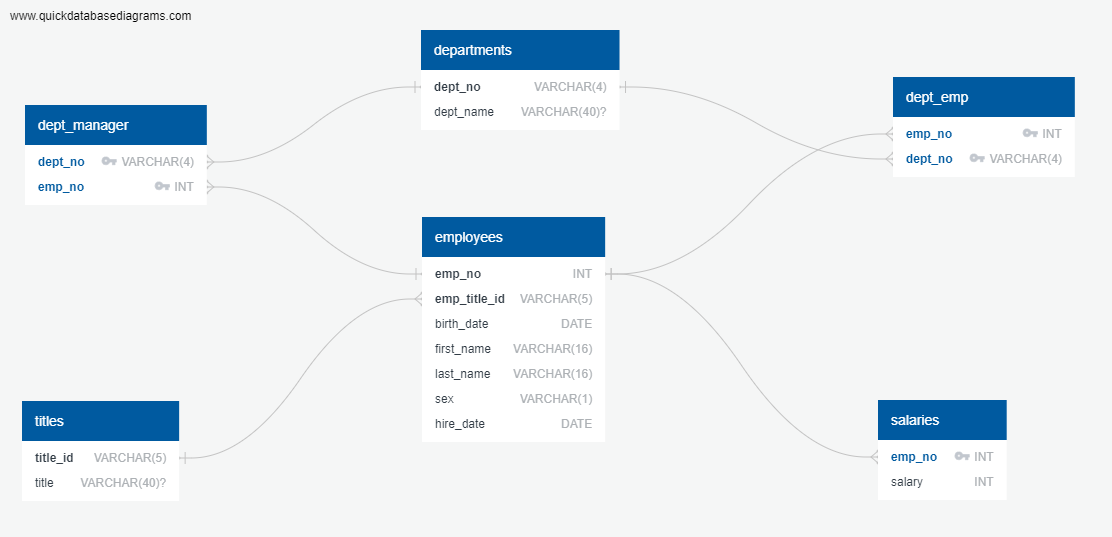 www.quickdatabasediagrams.com
departments
dept_no VARCHAR(4)
dept_name VARCHAR(40)?
dept_manager
dept_no VARCHAR(4)
emp_no INT
dept_emp
emp_no INT
dept_no VARCHAR(4)
employees
emp_no INT
emp_title_id VARCHAR(5)
birth_date DATE
first_name VARCHAR(16)
last_name VARCHAR(16)
sex VARCHAR(1)
hire_date DATE
titles
title_id VARCHAR(5)
title VARCHAR(40)?
salaries
emp_no INT
salary INT